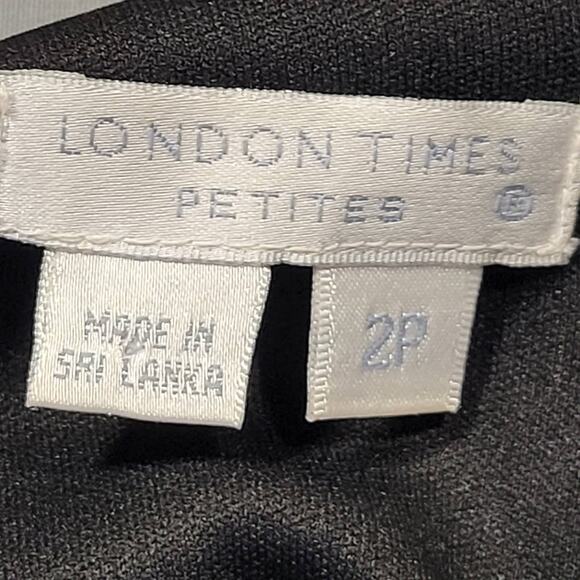 LONDON TIMES
PETITES
MADE IN
SRI LANKA
2P